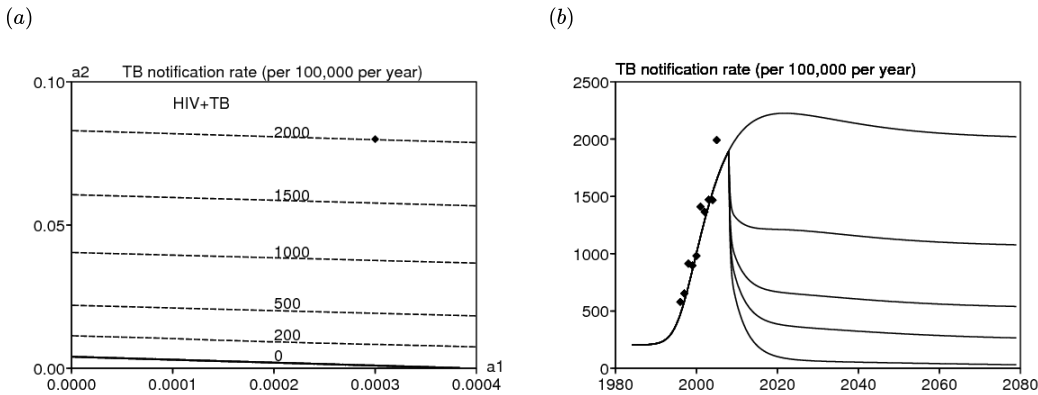 (a)
(b)
a2 TB notification rate (per 100,000 per year)
0.10
HIV+TB
2000
1500
0.05
1000
500
200
0
0.00
a1
0.0000 0.0001 0.0002 0.0003 0.0004
TB notification rate (per 100,000 per year)
2500
2000
1500
1000
500
0
1980 2000 2020 2040 2060 2080